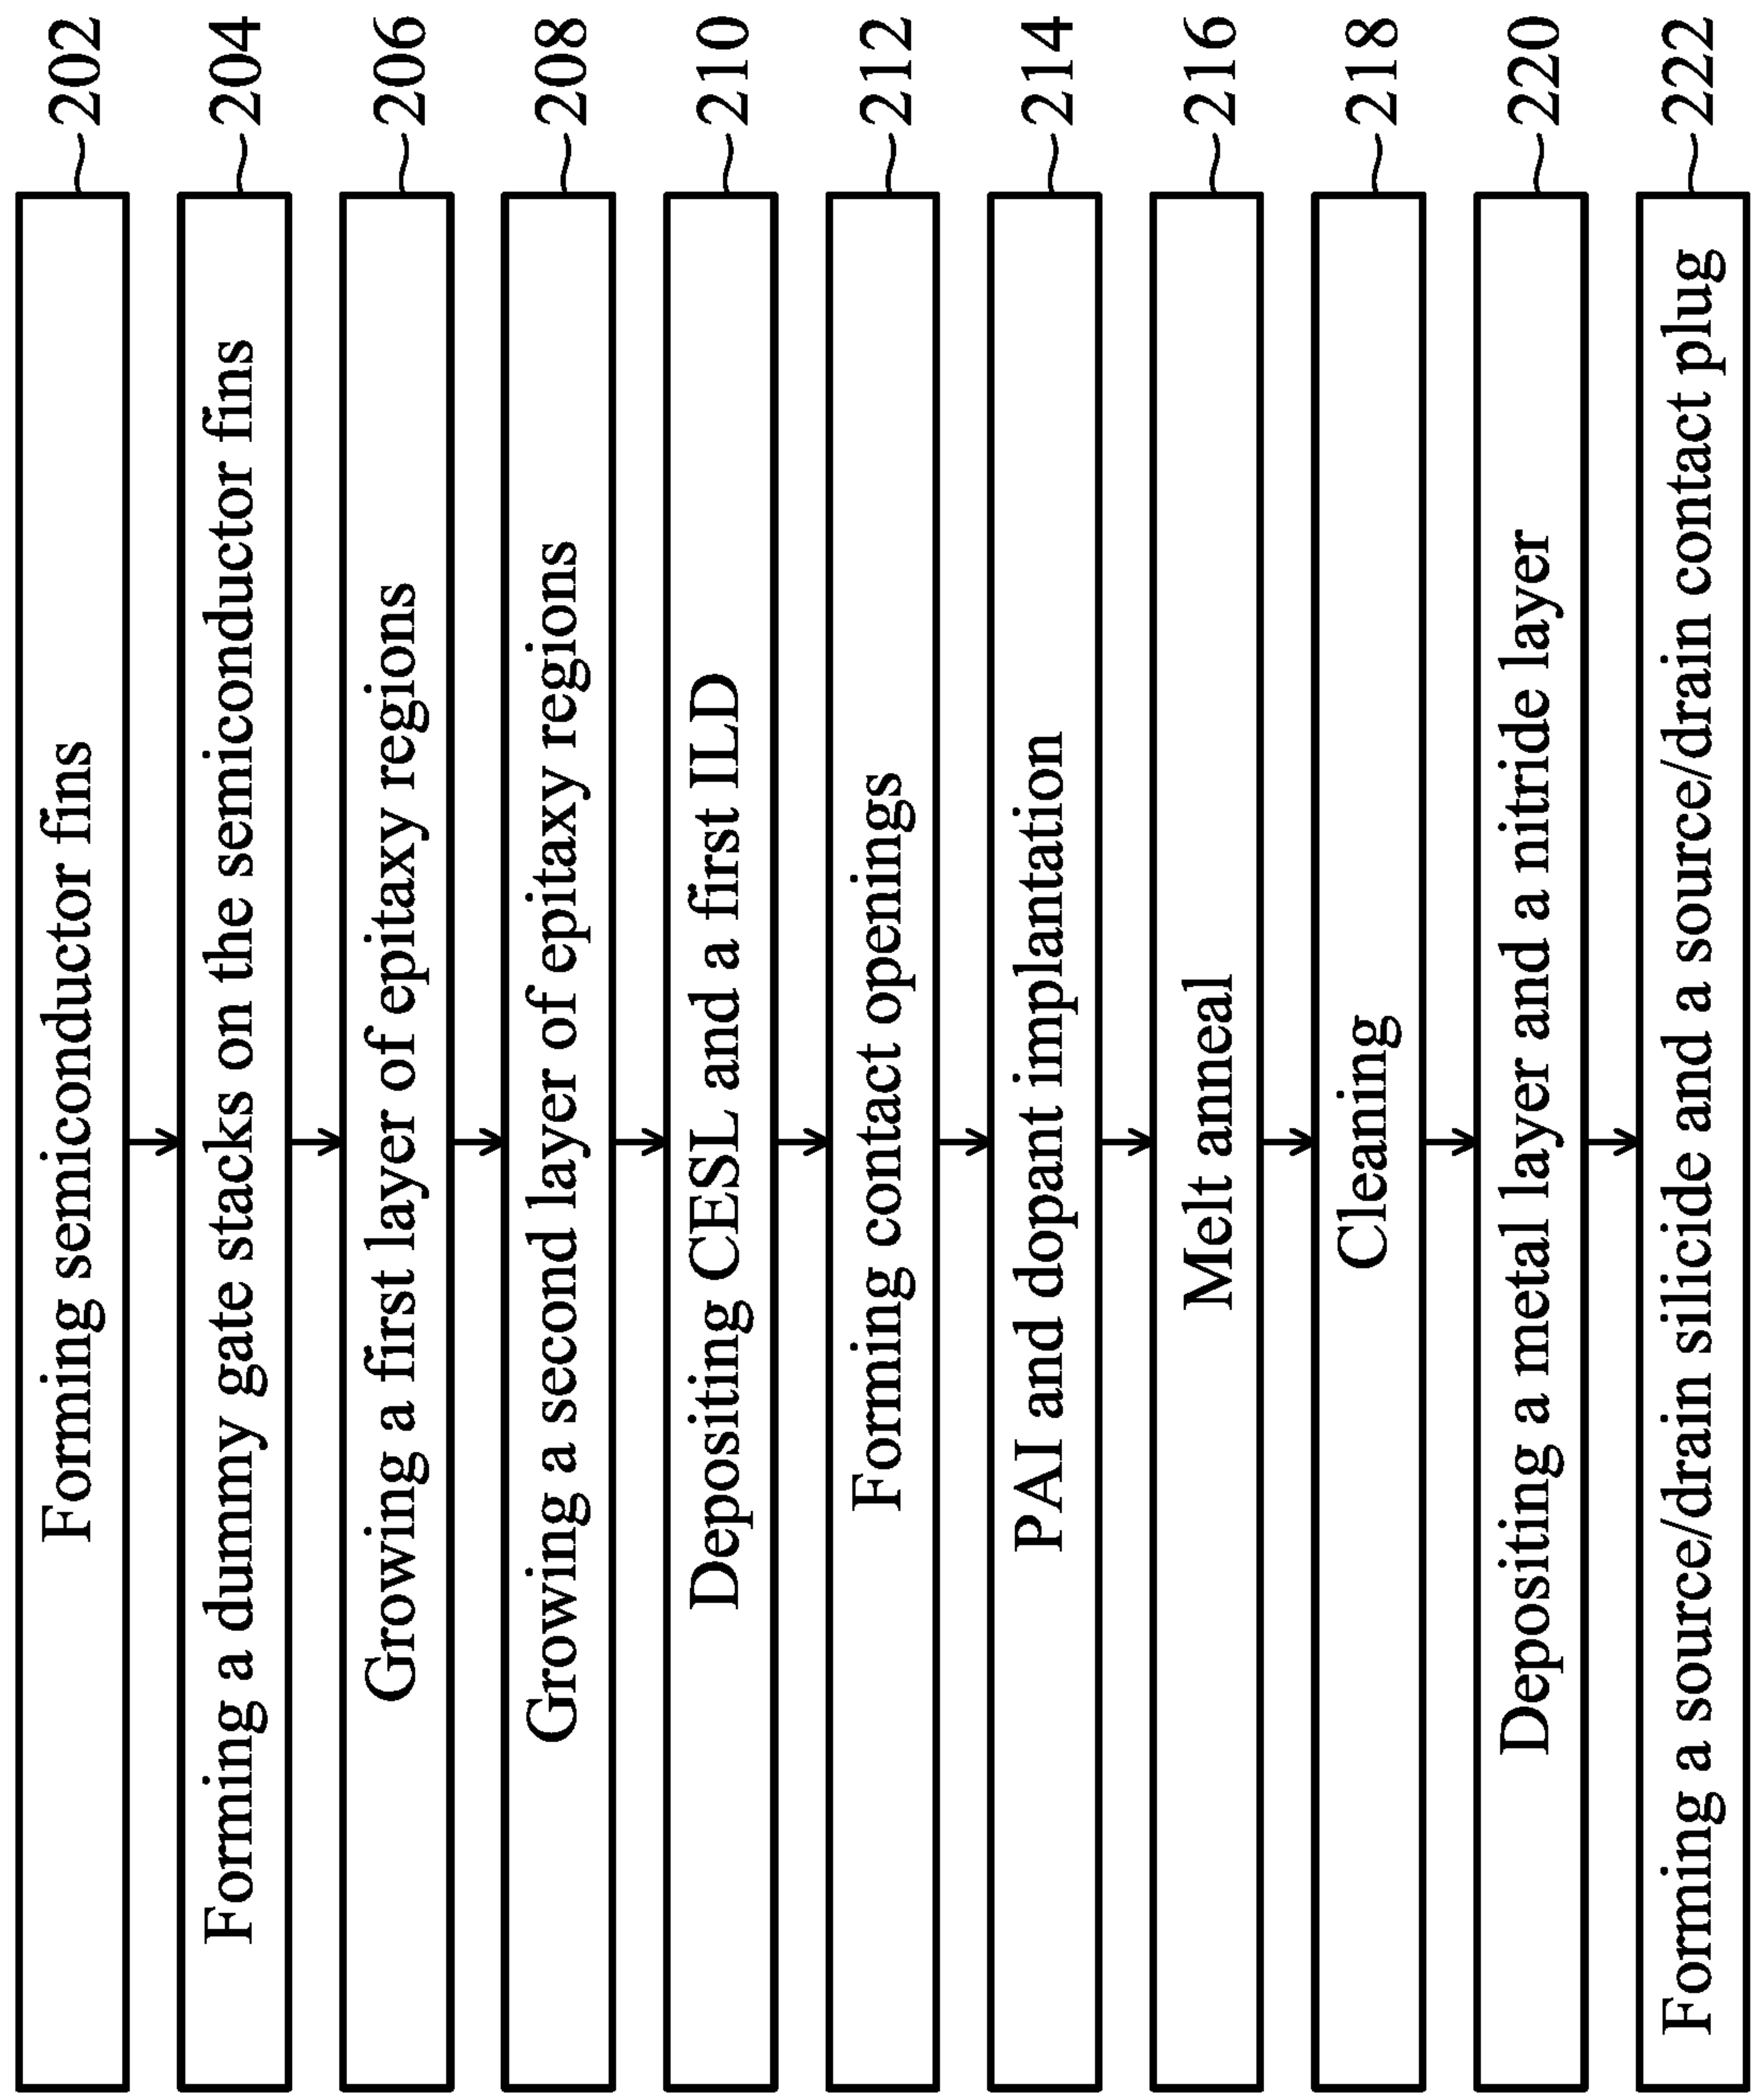 Forming semiconductor fins 202
Forming a dummy gate stacks on the semiconductor fins 204
Growing a first layer of epitaxy regions 206
Growing a second layer of epitaxy regions 208
Depositing CESL and a first ILD 210
Forming contact openings 212
PAI and dopant implantation 214
Melt anneal 216
Cleaning 218
Depositing a metal layer and a nitride layer 220
Forming a source/drain silicide and a source/drain contact plug 222